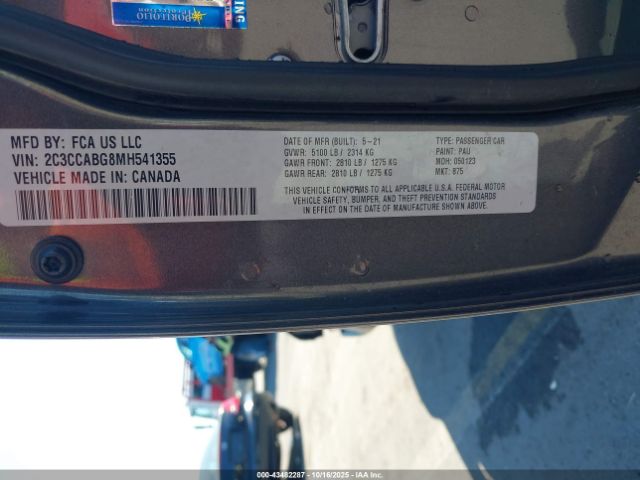 PORTFOLIO
Protection
MFD BY: FCA US LLC
VIN: 2C3CCABG8MH541355
VEHICLE MADE IN: CANADA
DATE OF MFR (BUILT): 5-21
GVWR: 5100 LB / 2314 KG
GAWR FRONT: 2810 LB / 1275 KG
GAWR REAR: 2810 LB / 1275 KG
TYPE: PASSENGER CAR
PAINT: PAU
MDH: 050123
MKT: 875
THIS VEHICLE CONFORMS TO ALL APPLICABLE U.S.A. FEDERAL MOTOR
VEHICLE SAFETY, BUMPER, AND THEFT PREVENTION STANDARDS
IN EFFECT ON THE DATE OF MANUFACTURE SHOWN ABOVE.
000-43482287 - 10/16/2025 - IAA Corp.